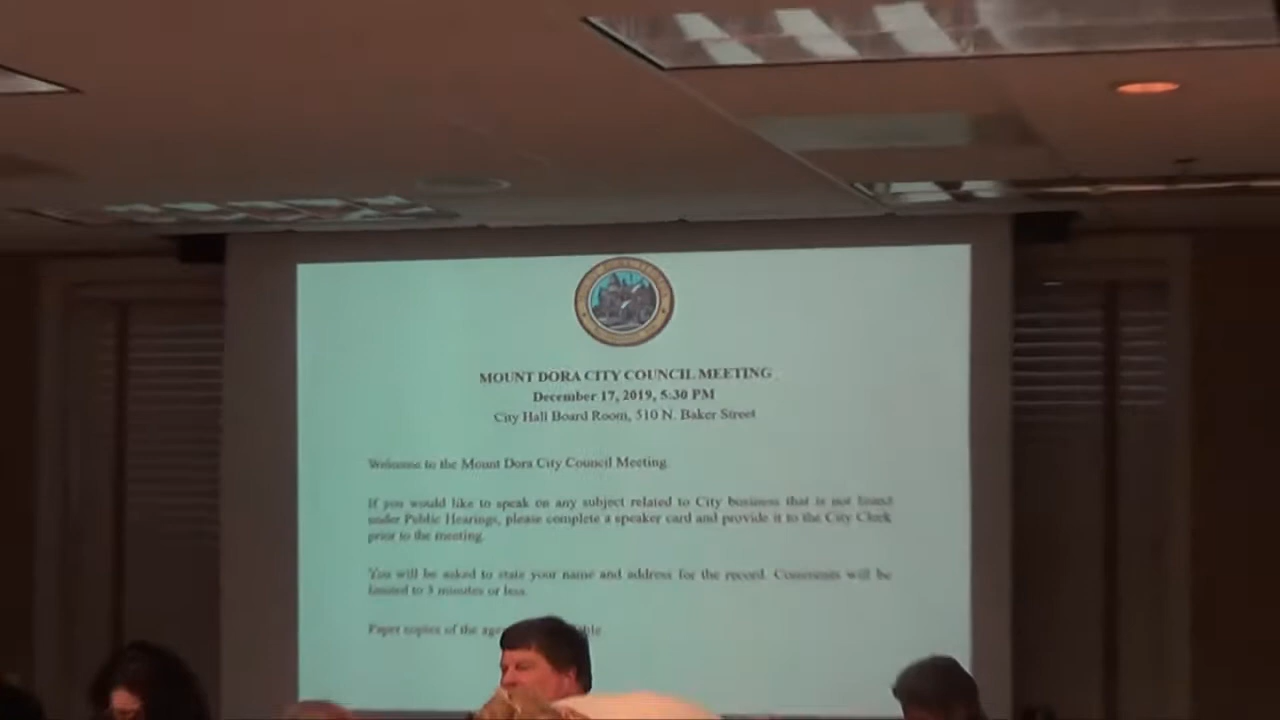 MOUNT DORA CITY COUNCIL MEETING
December 17, 2019, 5:30 PM
City Hall Board Room, 510 N. Baker Street
Welcome to the Mount Dora City Council Meeting
If you would like to speak on any subject related to City business that is not found
under Public Hearings, please complete a speaker card and provide it to the City Clerk
prior to the meeting.
You will be asked to state your name and address for the record. Comments will be
limited to 3 minutes or less.
Paper copies of the